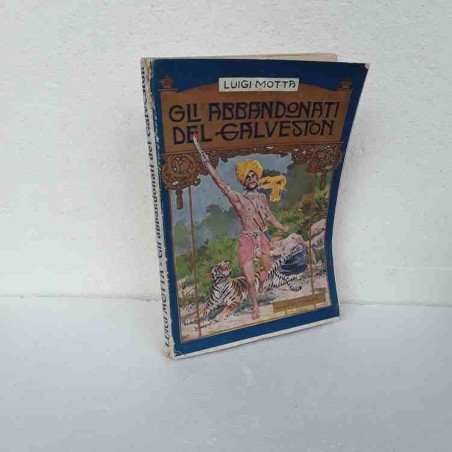 LUIGI MOTTA
GLI ABBANDONATI
DEL GALVESTON
LUIGI MOTTA - Gli abbandonati del Galveston